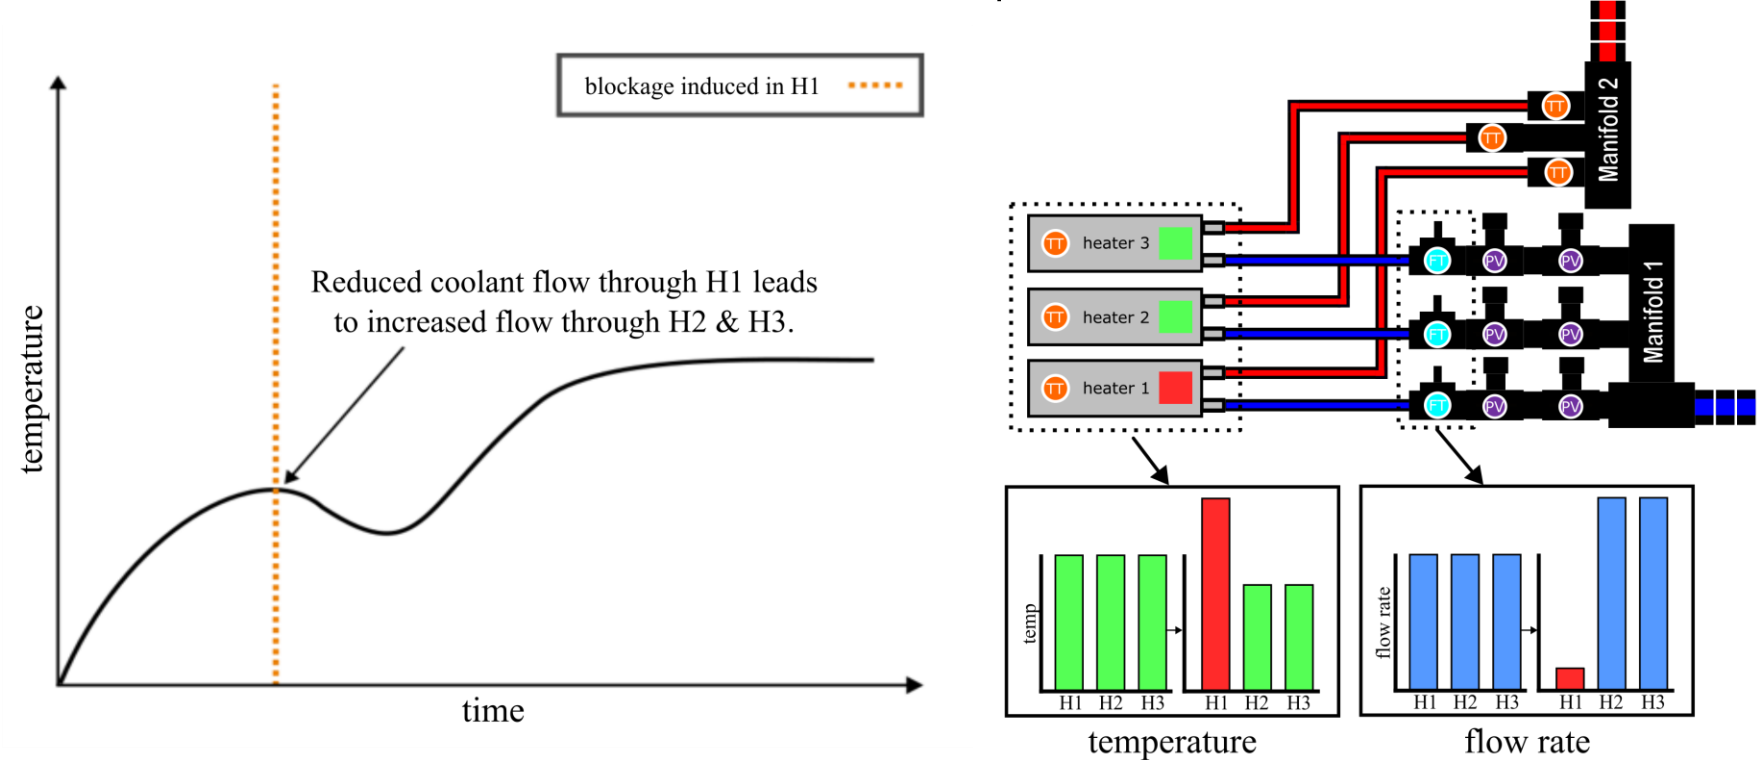 blockage induced in H1
Reduced coolant flow through H1 leads
to increased flow through H2 & H3.
temperature
time
Manifold 2
TT
TT
TT
TT heater 3
FT PV PV
TT heater 2
FT PV PV
TT heater 1
FT PV PV
Manifold 1
temp
H1 H2 H3 H1 H2 H3
temperature
flow rate
H1 H2 H3 H1 H2 H3
flow rate